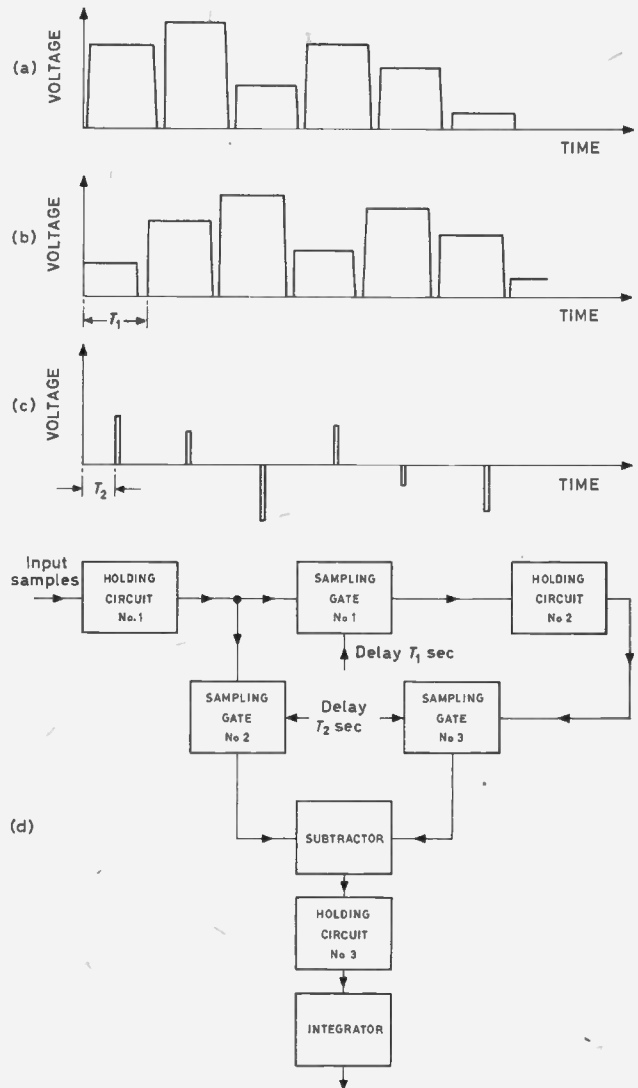 (a)
VOLTAGE
TIME
(b)
VOLTAGE
T1
TIME
(c)
VOLTAGE
T2
TIME
Input
samples
HOLDING
CIRCUIT
No.1
SAMPLING
GATE
No 1
HOLDING
CIRCUIT
No 2
Delay T1 sec
SAMPLING
GATE
No 2
Delay
T2 sec
SAMPLING
GATE
No 3
(d)
SUBTRACTOR
HOLDING
CIRCUIT
No 3
INTEGRATOR